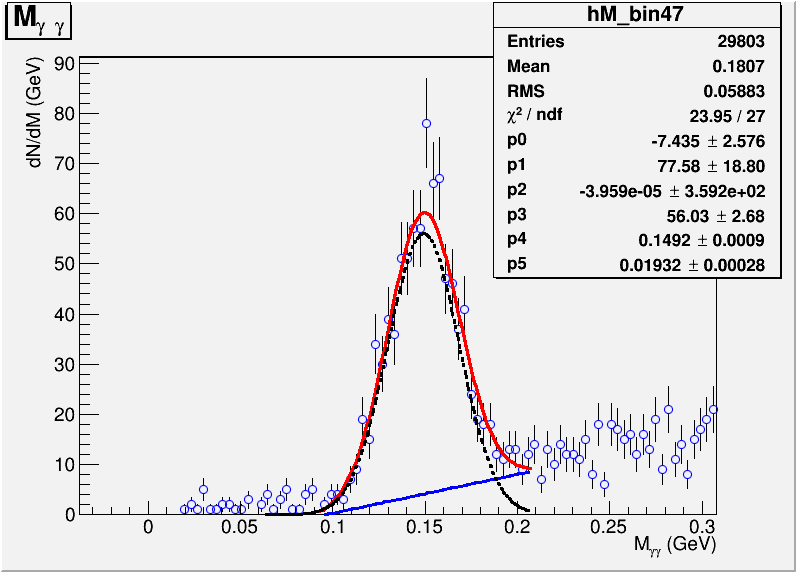 M_γ γ
hM_bin47
Entries 29803
Mean 0.1807
RMS 0.05883
χ² / ndf 23.95 / 27
p0 -7.435 ± 2.576
p1 77.58 ± 18.80
p2 -3.959e-05 ± 3.592e+02
p3 56.03 ± 2.68
p4 0.1492 ± 0.0009
p5 0.01932 ± 0.00028
dN/dM (GeV)
90
80
70
60
50
40
30
20
10
0
0 0.05 0.1 0.15 0.2 0.25 0.3
M_γγ (GeV)